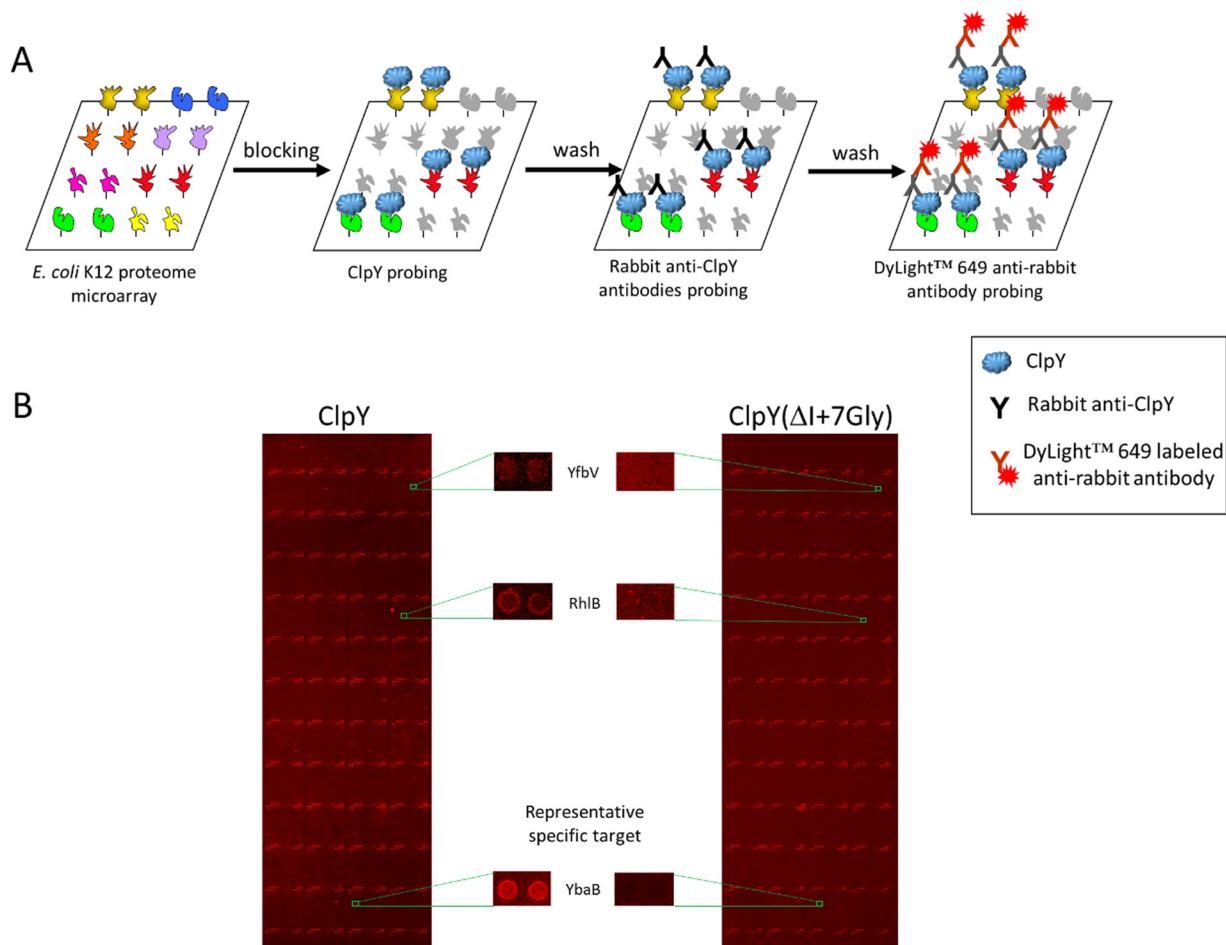 A
blocking
wash
wash
E. coli K12 proteome
microarray
ClpY probing
Rabbit anti-ClpY
antibodies probing
DyLight™ 649 anti-rabbit
antibody probing
ClpY
Rabbit anti-ClpY
DyLight™ 649 labeled
anti-rabbit antibody
B
ClpY
ClpY(ΔI+7Gly)
YfbV
RhlB
Representative
specific target
YbaB